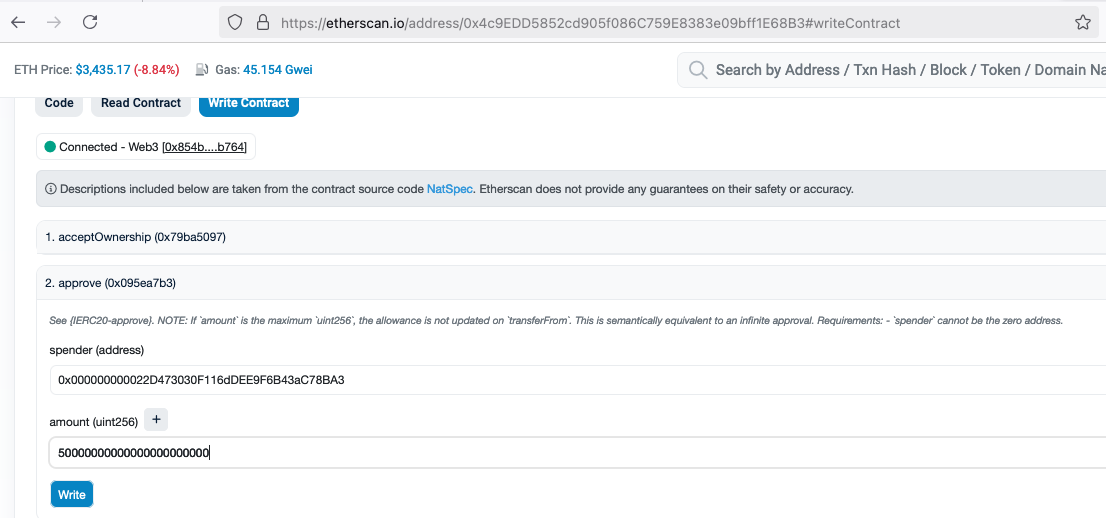 https://etherscan.io/address/0x4c9EDD5852cd905f086C759E8383e09bff1E68B3#writeContract
ETH Price: $3,435.17 (-8.84%) Gas: 45.154 Gwei
Search by Address / Txn Hash / Block / Token / Domain Na
Code Read Contract Write Contract
Connected - Web3 [0x854b....b764]
Descriptions included below are taken from the contract source code NatSpec. Etherscan does not provide any guarantees on their safety or accuracy.
1. acceptOwnership (0x79ba5097)
2. approve (0x095ea7b3)
See {IERC20-approve}. NOTE: If `amount` is the maximum `uint256`, the allowance is not updated on `transferFrom`. This is semantically equivalent to an infinite approval. Requirements: - `spender` cannot be the zero address.
spender (address)
0x000000000022D473030F116dDEE9F6B43aC78BA3
amount (uint256) +
50000000000000000000000
Write